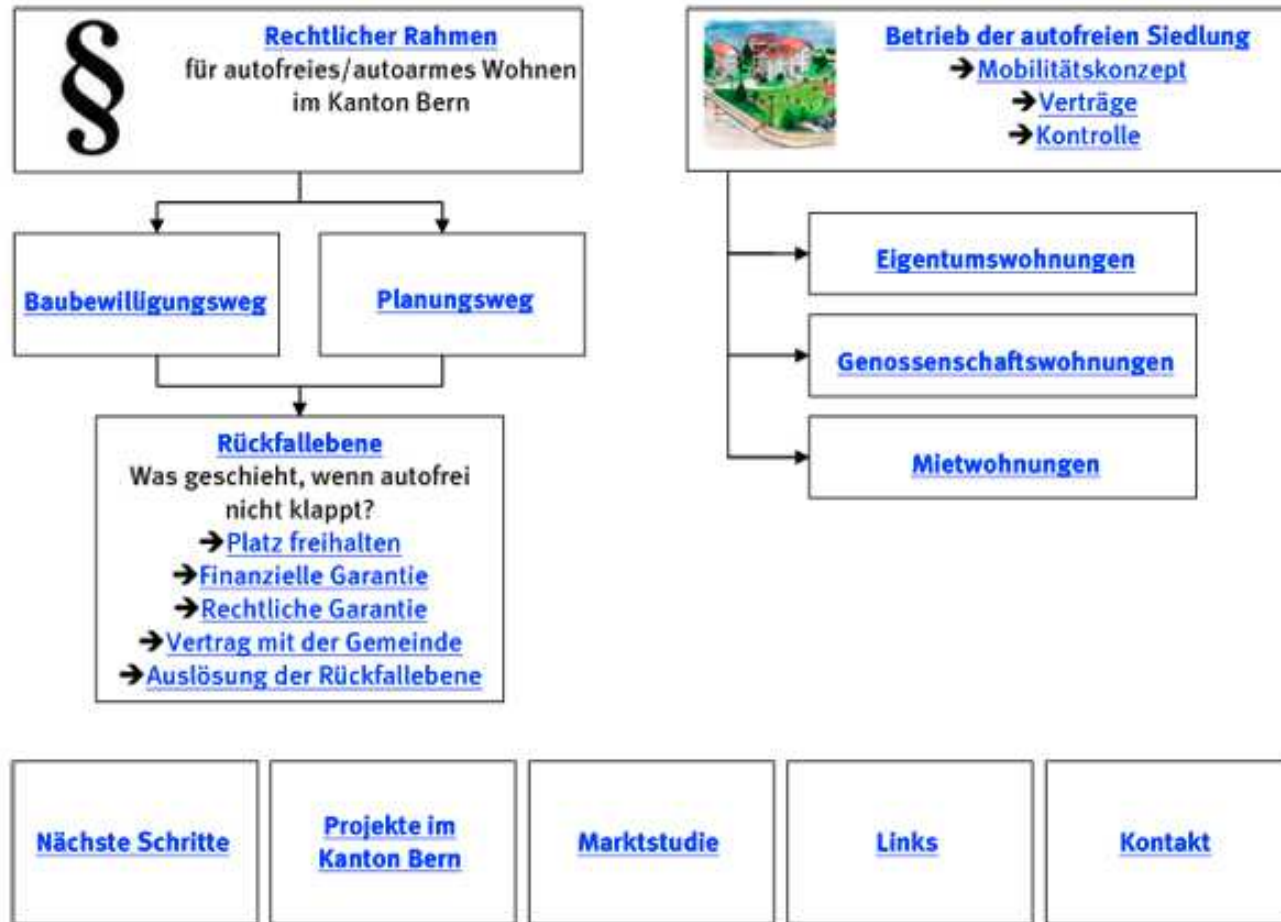 §
Rechtlicher Rahmen
für autofreies/autoarmes Wohnen
im Kanton Bern
Betrieb der autofreien Siedlung
➔Mobilitätskonzept
➔Verträge
➔Kontrolle
Baubewilligungsweg
Planungsweg
Eigentumswohnungen
Genossenschaftswohnungen
Mietwohnungen
Rückfallebene
Was geschieht, wenn autofrei
nicht klappt?
➔Platz freihalten
➔Finanzielle Garantie
➔Rechtliche Garantie
➔Vertrag mit der Gemeinde
➔Auslösung der Rückfallebene
Nächste Schritte
Projekte im
Kanton Bern
Marktstudie
Links
Kontakt